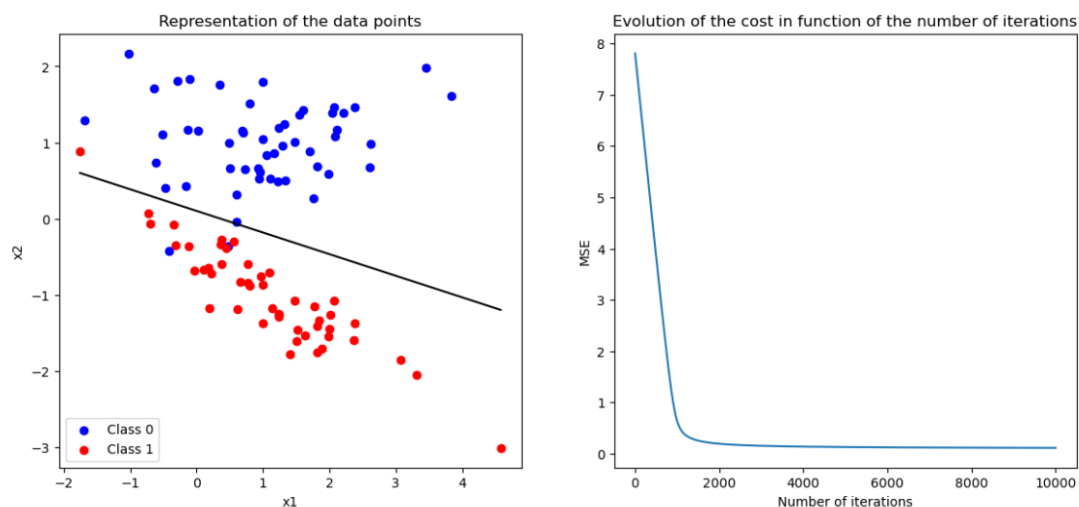 Representation of the data points
2
1
0
−1
−2
−3
x2
Class 0
Class 1
−2 −1 0 1 2 3 4
x1
Evolution of the cost in function of the number of iterations
8
7
6
5
4
3
2
1
0
MSE
0 2000 4000 6000 8000 10000
Number of iterations